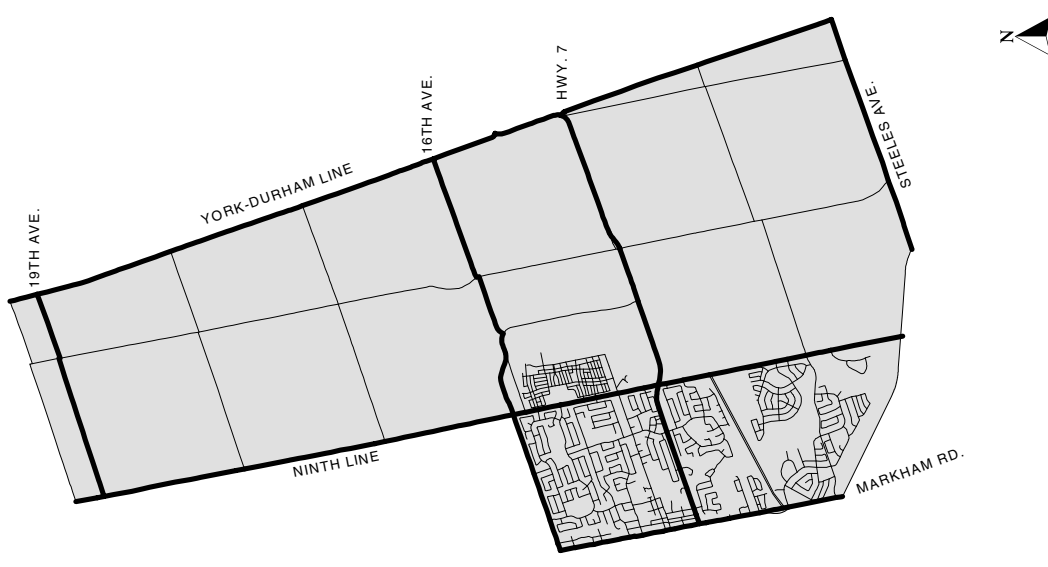 HWY. 7
N
16TH AVE.
STEELES AVE.
YORK-DURHAM LINE
19TH AVE.
NINTH LINE
MARKHAM RD.